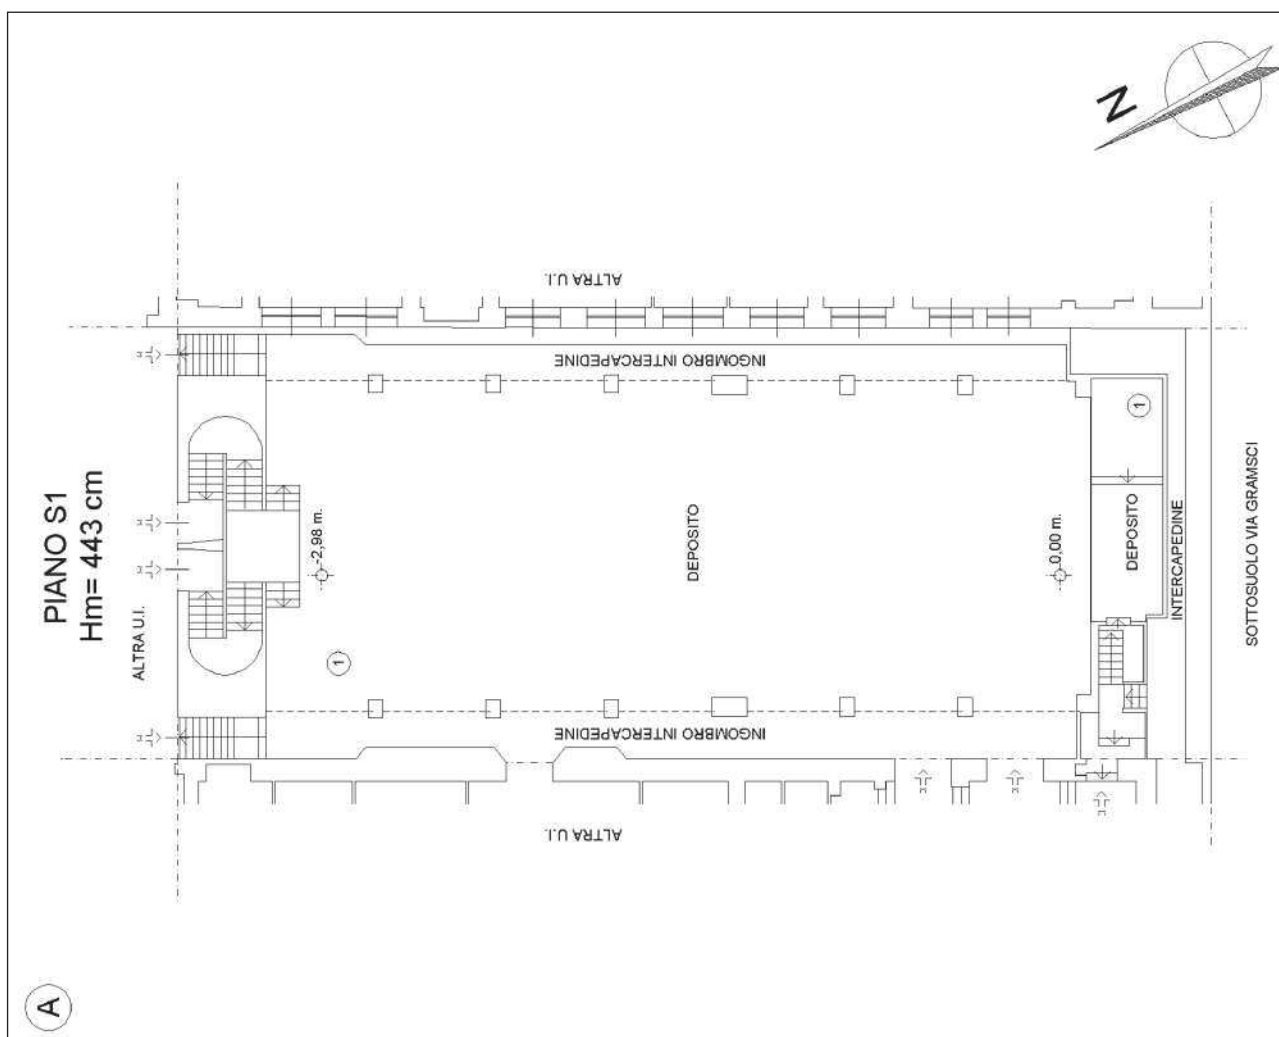 N
ALTRA U.I.
INGOMBRO INTERCAPEDINE
PIANO S1
Hm= 443 cm
ALTRA U.I.
1
-2,98 m.
DEPOSITO
0,00 m.
DEPOSITO
INTERCAPEDINE
SOTTOSUOLO VIA GRAMSCI
1
INGOMBRO INTERCAPEDINE
ALTRA U.I.
A